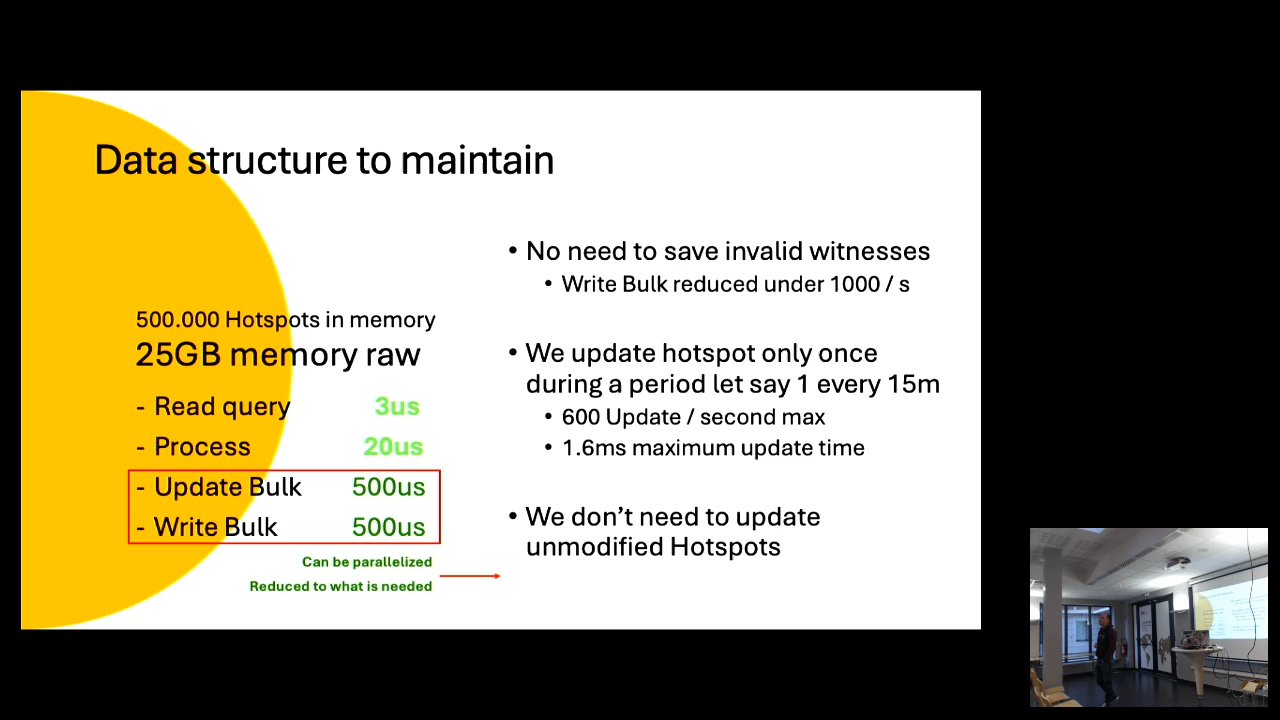 Data structure to maintain
500.000 Hotspots in memory
25GB memory raw
- Read query 3us
- Process 20us
- Update Bulk 500us
- Write Bulk 500us
Can be parallelized
Reduced to what is needed
• No need to save invalid witnesses
• Write Bulk reduced under 1000 / s
• We update hotspot only once
during a period let say 1 every 15m
• 600 Update / second max
• 1.6ms maximum update time
• We don’t need to update
unmodified Hotspots